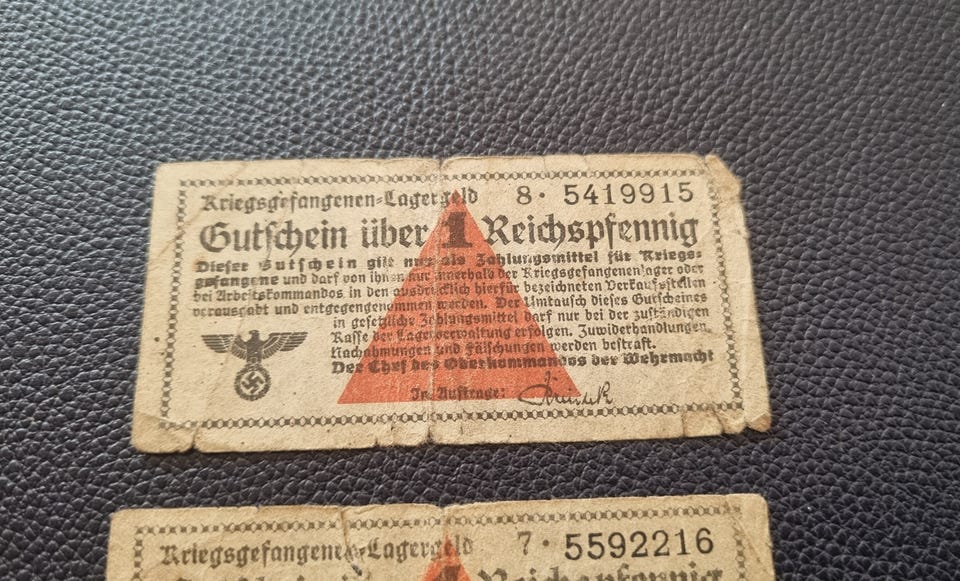 Kriegsgefangenen-Lagergeld 8 · 5419915
Gutschein über 1 Reichspfennig
Dieser Gutschein gilt nur als Zahlungsmittel für Kriegs-
gefangene und darf von ihnen nur innerhalb der Kriegsgefangenenlager oder
bei Arbeitskommandos in den ausdrücklich hierfür bezeichneten Verkaufsstellen
verausgabt und entgegengenommen werden. Der Umtausch dieses Gutscheines
in gesetzliche Zahlungsmittel darf nur bei der zuständigen
Kasse der Lagerverwaltung erfolgen. Zuwiderhandlungen,
Nachahmungen und Fälschungen werden bestraft.
Der Chef des Oberkommandos der Wehrmacht
Im Auftrage:
Kriegsgefangenen-Lagergeld 7 · 5592216
1 Reichspfennig